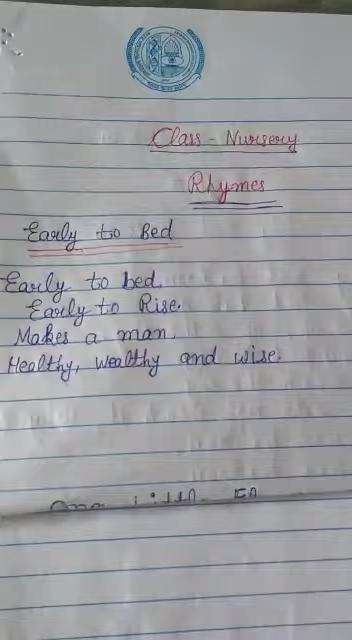 Class - Nursery
Rhymes
Early to Bed
Early to bed.
Early to Rise.
Makes a man.
Healthy, wealthy and wise.